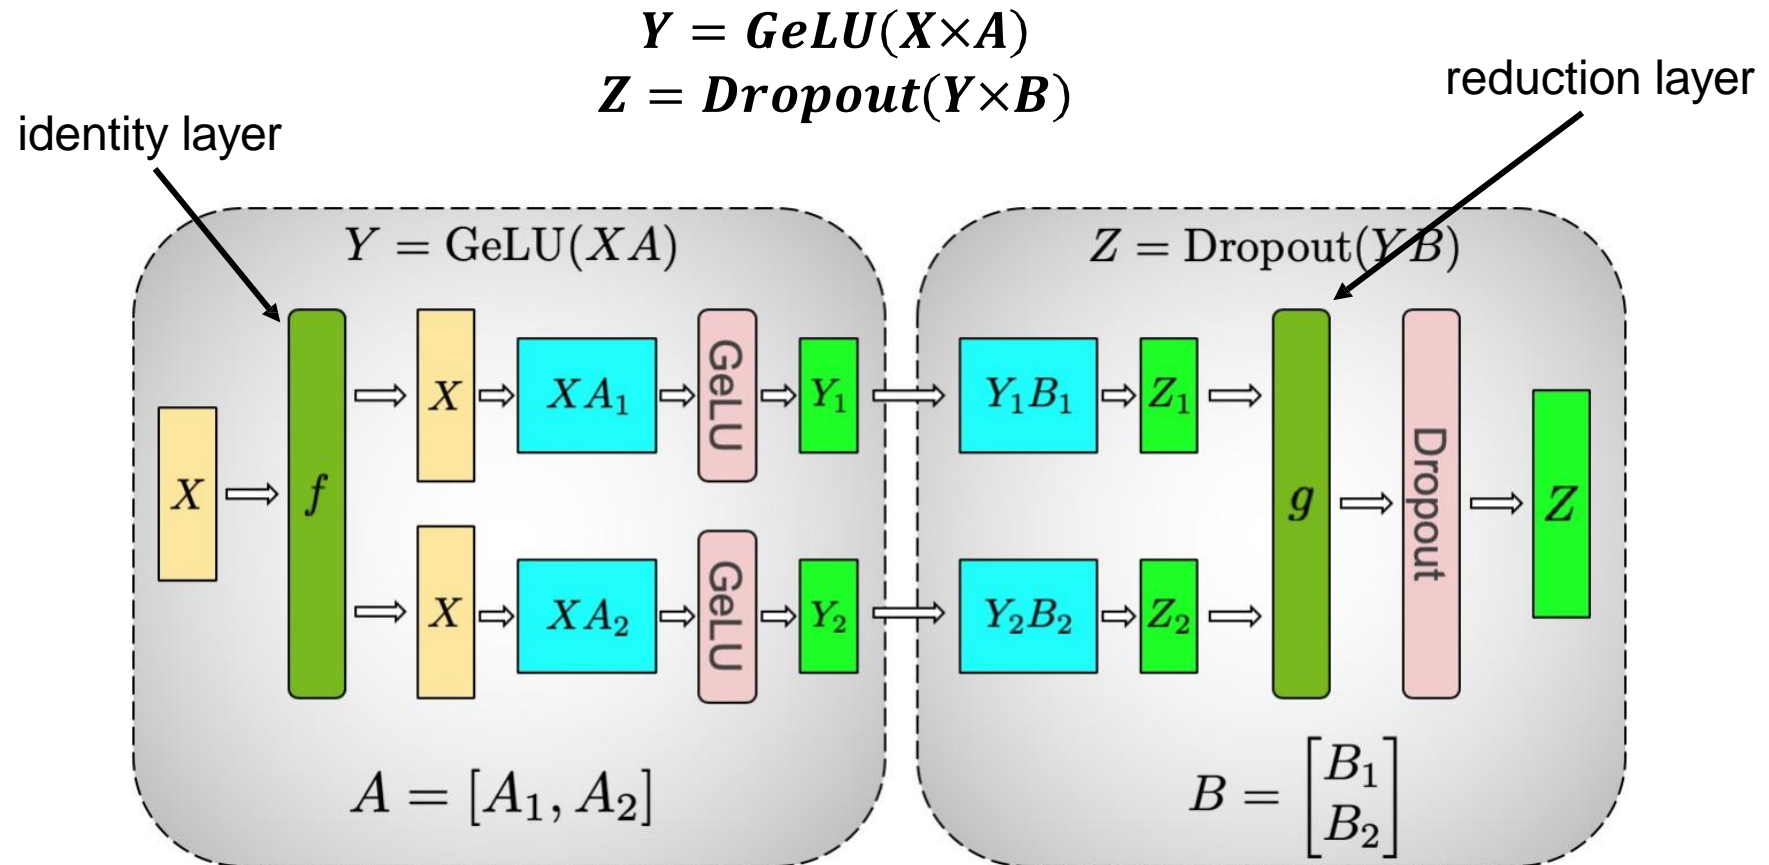 Y = GeLU(X×A)
Z = Dropout(Y×B)
identity layer
reduction layer
Y = GeLU(XA)
X
f
X
XA₁
GeLU
Y₁
X
XA₂
GeLU
Y₂
A = [A₁, A₂]
Z = Dropout(YB)
Y₁B₁
Z₁
Y₂B₂
Z₂
g
Dropout
Z
B = [B₁
B₂]